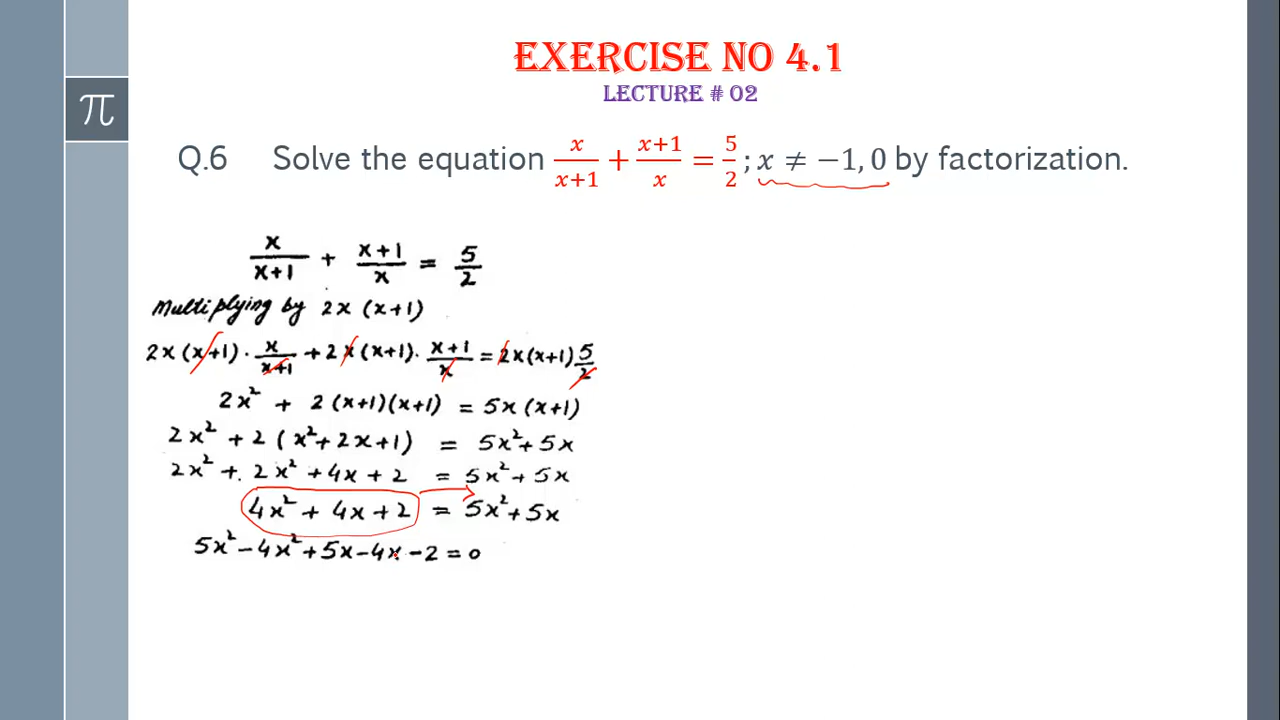 EXERCISE NO 4.1
LECTURE # 02
π
Q.6 Solve the equation x/(x+1) + (x+1)/x = 5/2 ; x ≠ −1, 0 by factorization.
x/(x+1) + (x+1)/x = 5/2
Multiplying by 2x (x+1)
2x (x+1) · x/(x+1) + 2x (x+1) · (x+1)/x = 2x(x+1) 5/2
2x² + 2 (x+1)(x+1) = 5x (x+1)
2x² + 2 ( x²+2x+1) = 5x²+5x
2x² + 2x² + 4x + 2 = 5x²+5x
4x² + 4x + 2 = 5x²+5x
5x² − 4x² + 5x − 4x − 2 = 0